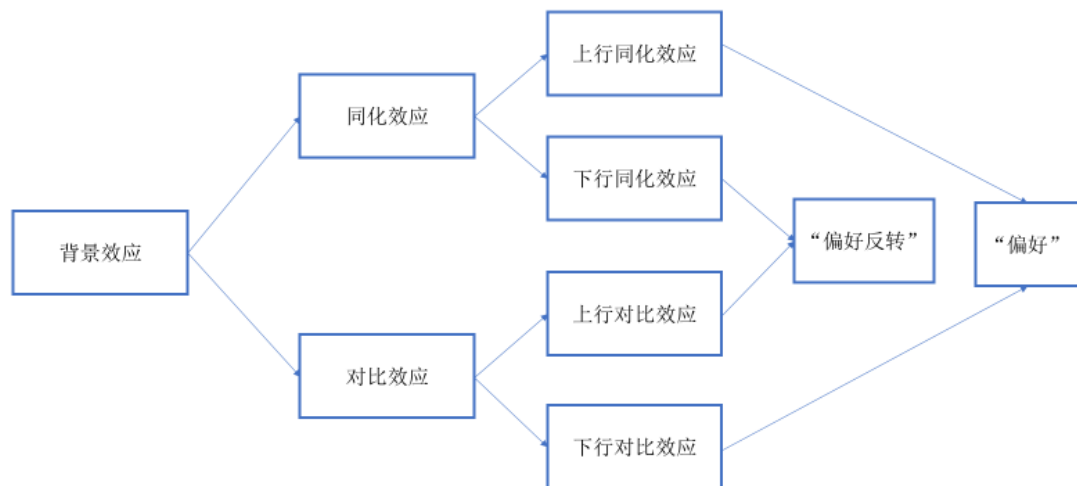 上行同化效应
同化效应
下行同化效应
背景效应
“偏好反转”
“偏好”
上行对比效应
对比效应
下行对比效应